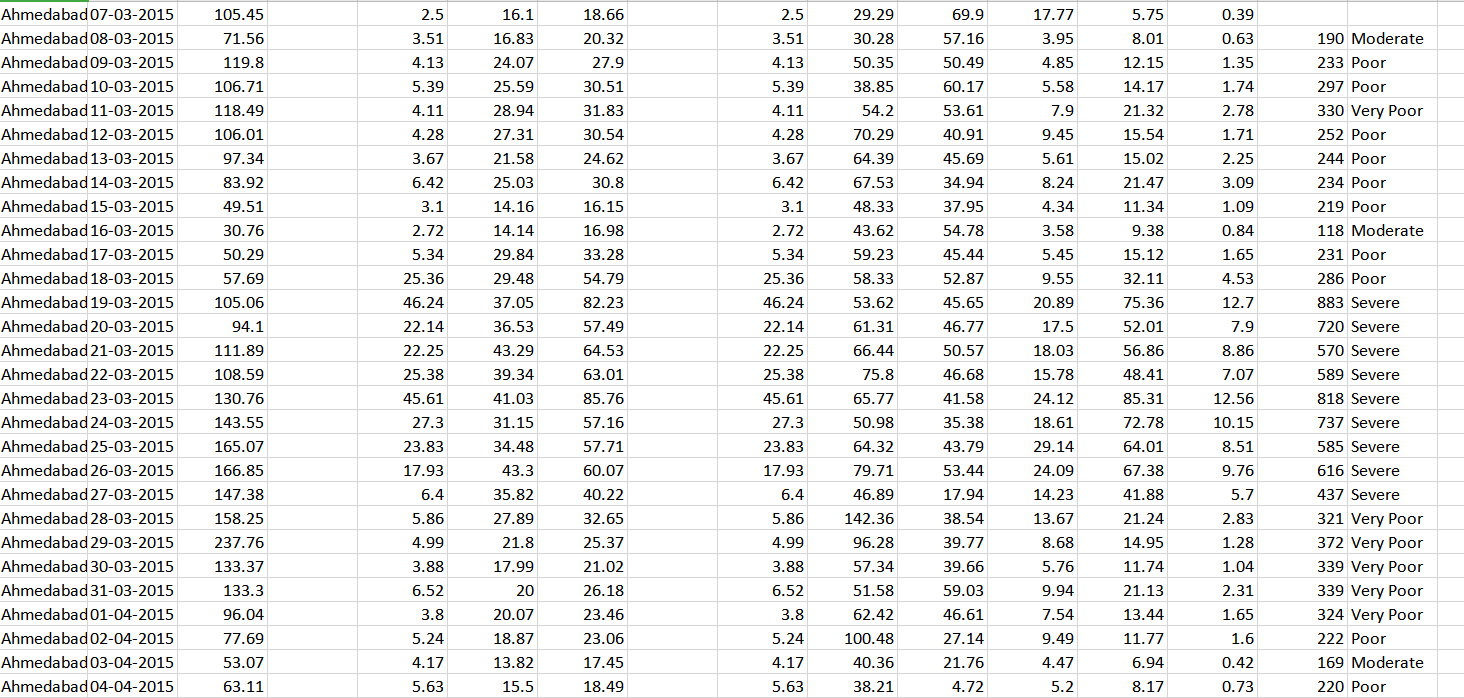 Ahmedabad 07-03-2015 105.45 2.5 16.1 18.66 2.5 29.29 69.9 17.77 5.75 0.39
Ahmedabad 08-03-2015 71.56 3.51 16.83 20.32 3.51 30.28 57.16 3.95 8.01 0.63 190 Moderate
Ahmedabad 09-03-2015 119.8 4.13 24.07 27.9 4.13 50.35 50.49 4.85 12.15 1.35 233 Poor
Ahmedabad 10-03-2015 106.71 5.39 25.59 30.51 5.39 38.85 60.17 5.58 14.17 1.74 297 Poor
Ahmedabad 11-03-2015 118.49 4.11 28.94 31.83 4.11 54.2 53.61 7.9 21.32 2.78 330 Very Poor
Ahmedabad 12-03-2015 106.01 4.28 27.31 30.54 4.28 70.29 40.91 9.45 15.54 1.71 252 Poor
Ahmedabad 13-03-2015 97.34 3.67 21.58 24.62 3.67 64.39 45.69 5.61 15.02 2.25 244 Poor
Ahmedabad 14-03-2015 83.92 6.42 25.03 30.8 6.42 67.53 34.94 8.24 21.47 3.09 234 Poor
Ahmedabad 15-03-2015 49.51 3.1 14.16 16.15 3.1 48.33 37.95 4.34 11.34 1.09 219 Poor
Ahmedabad 16-03-2015 30.76 2.72 14.14 16.98 2.72 43.62 54.78 3.58 9.38 0.84 118 Moderate
Ahmedabad 17-03-2015 50.29 5.34 29.84 33.28 5.34 59.23 45.44 5.45 15.12 1.65 231 Poor
Ahmedabad 18-03-2015 57.69 25.36 29.48 54.79 25.36 58.33 52.87 9.55 32.11 4.53 286 Poor
Ahmedabad 19-03-2015 105.06 46.24 37.05 82.23 46.24 53.62 45.65 20.89 75.36 12.7 883 Severe
Ahmedabad 20-03-2015 94.1 22.14 36.53 57.49 22.14 61.31 46.77 17.5 52.01 7.9 720 Severe
Ahmedabad 21-03-2015 111.89 22.25 43.29 64.53 22.25 66.44 50.57 18.03 56.86 8.86 570 Severe
Ahmedabad 22-03-2015 108.59 25.38 39.34 63.01 25.38 75.8 46.68 15.78 48.41 7.07 589 Severe
Ahmedabad 23-03-2015 130.76 45.61 41.03 85.76 45.61 65.77 41.58 24.12 85.31 12.56 818 Severe
Ahmedabad 24-03-2015 143.55 27.3 31.15 57.16 27.3 50.98 35.38 18.61 72.78 10.15 737 Severe
Ahmedabad 25-03-2015 165.07 23.83 34.48 57.71 23.83 64.32 43.79 29.14 64.01 8.51 585 Severe
Ahmedabad 26-03-2015 166.85 17.93 43.3 60.07 17.93 79.71 53.44 24.09 67.38 9.76 616 Severe
Ahmedabad 27-03-2015 147.38 6.4 35.82 40.22 6.4 46.89 17.94 14.23 41.88 5.7 437 Severe
Ahmedabad 28-03-2015 158.25 5.86 27.89 32.65 5.86 142.36 38.54 13.67 21.24 2.83 321 Very Poor
Ahmedabad 29-03-2015 237.76 4.99 21.8 25.37 4.99 96.28 39.77 8.68 14.95 1.28 372 Very Poor
Ahmedabad 30-03-2015 133.37 3.88 17.99 21.02 3.88 57.34 39.66 5.76 11.74 1.04 339 Very Poor
Ahmedabad 31-03-2015 133.3 6.52 20 26.18 6.52 51.58 59.03 9.94 21.13 2.31 339 Very Poor
Ahmedabad 01-04-2015 96.04 3.8 20.07 23.46 3.8 62.42 46.61 7.54 13.44 1.65 324 Very Poor
Ahmedabad 02-04-2015 77.69 5.24 18.87 23.06 5.24 100.48 27.14 9.49 11.77 1.6 222 Poor
Ahmedabad 03-04-2015 53.07 4.17 13.82 17.45 4.17 40.36 21.76 4.47 6.94 0.42 169 Moderate
Ahmedabad 04-04-2015 63.11 5.63 15.5 18.49 5.63 38.21 4.72 5.2 8.17 0.73 220 Poor